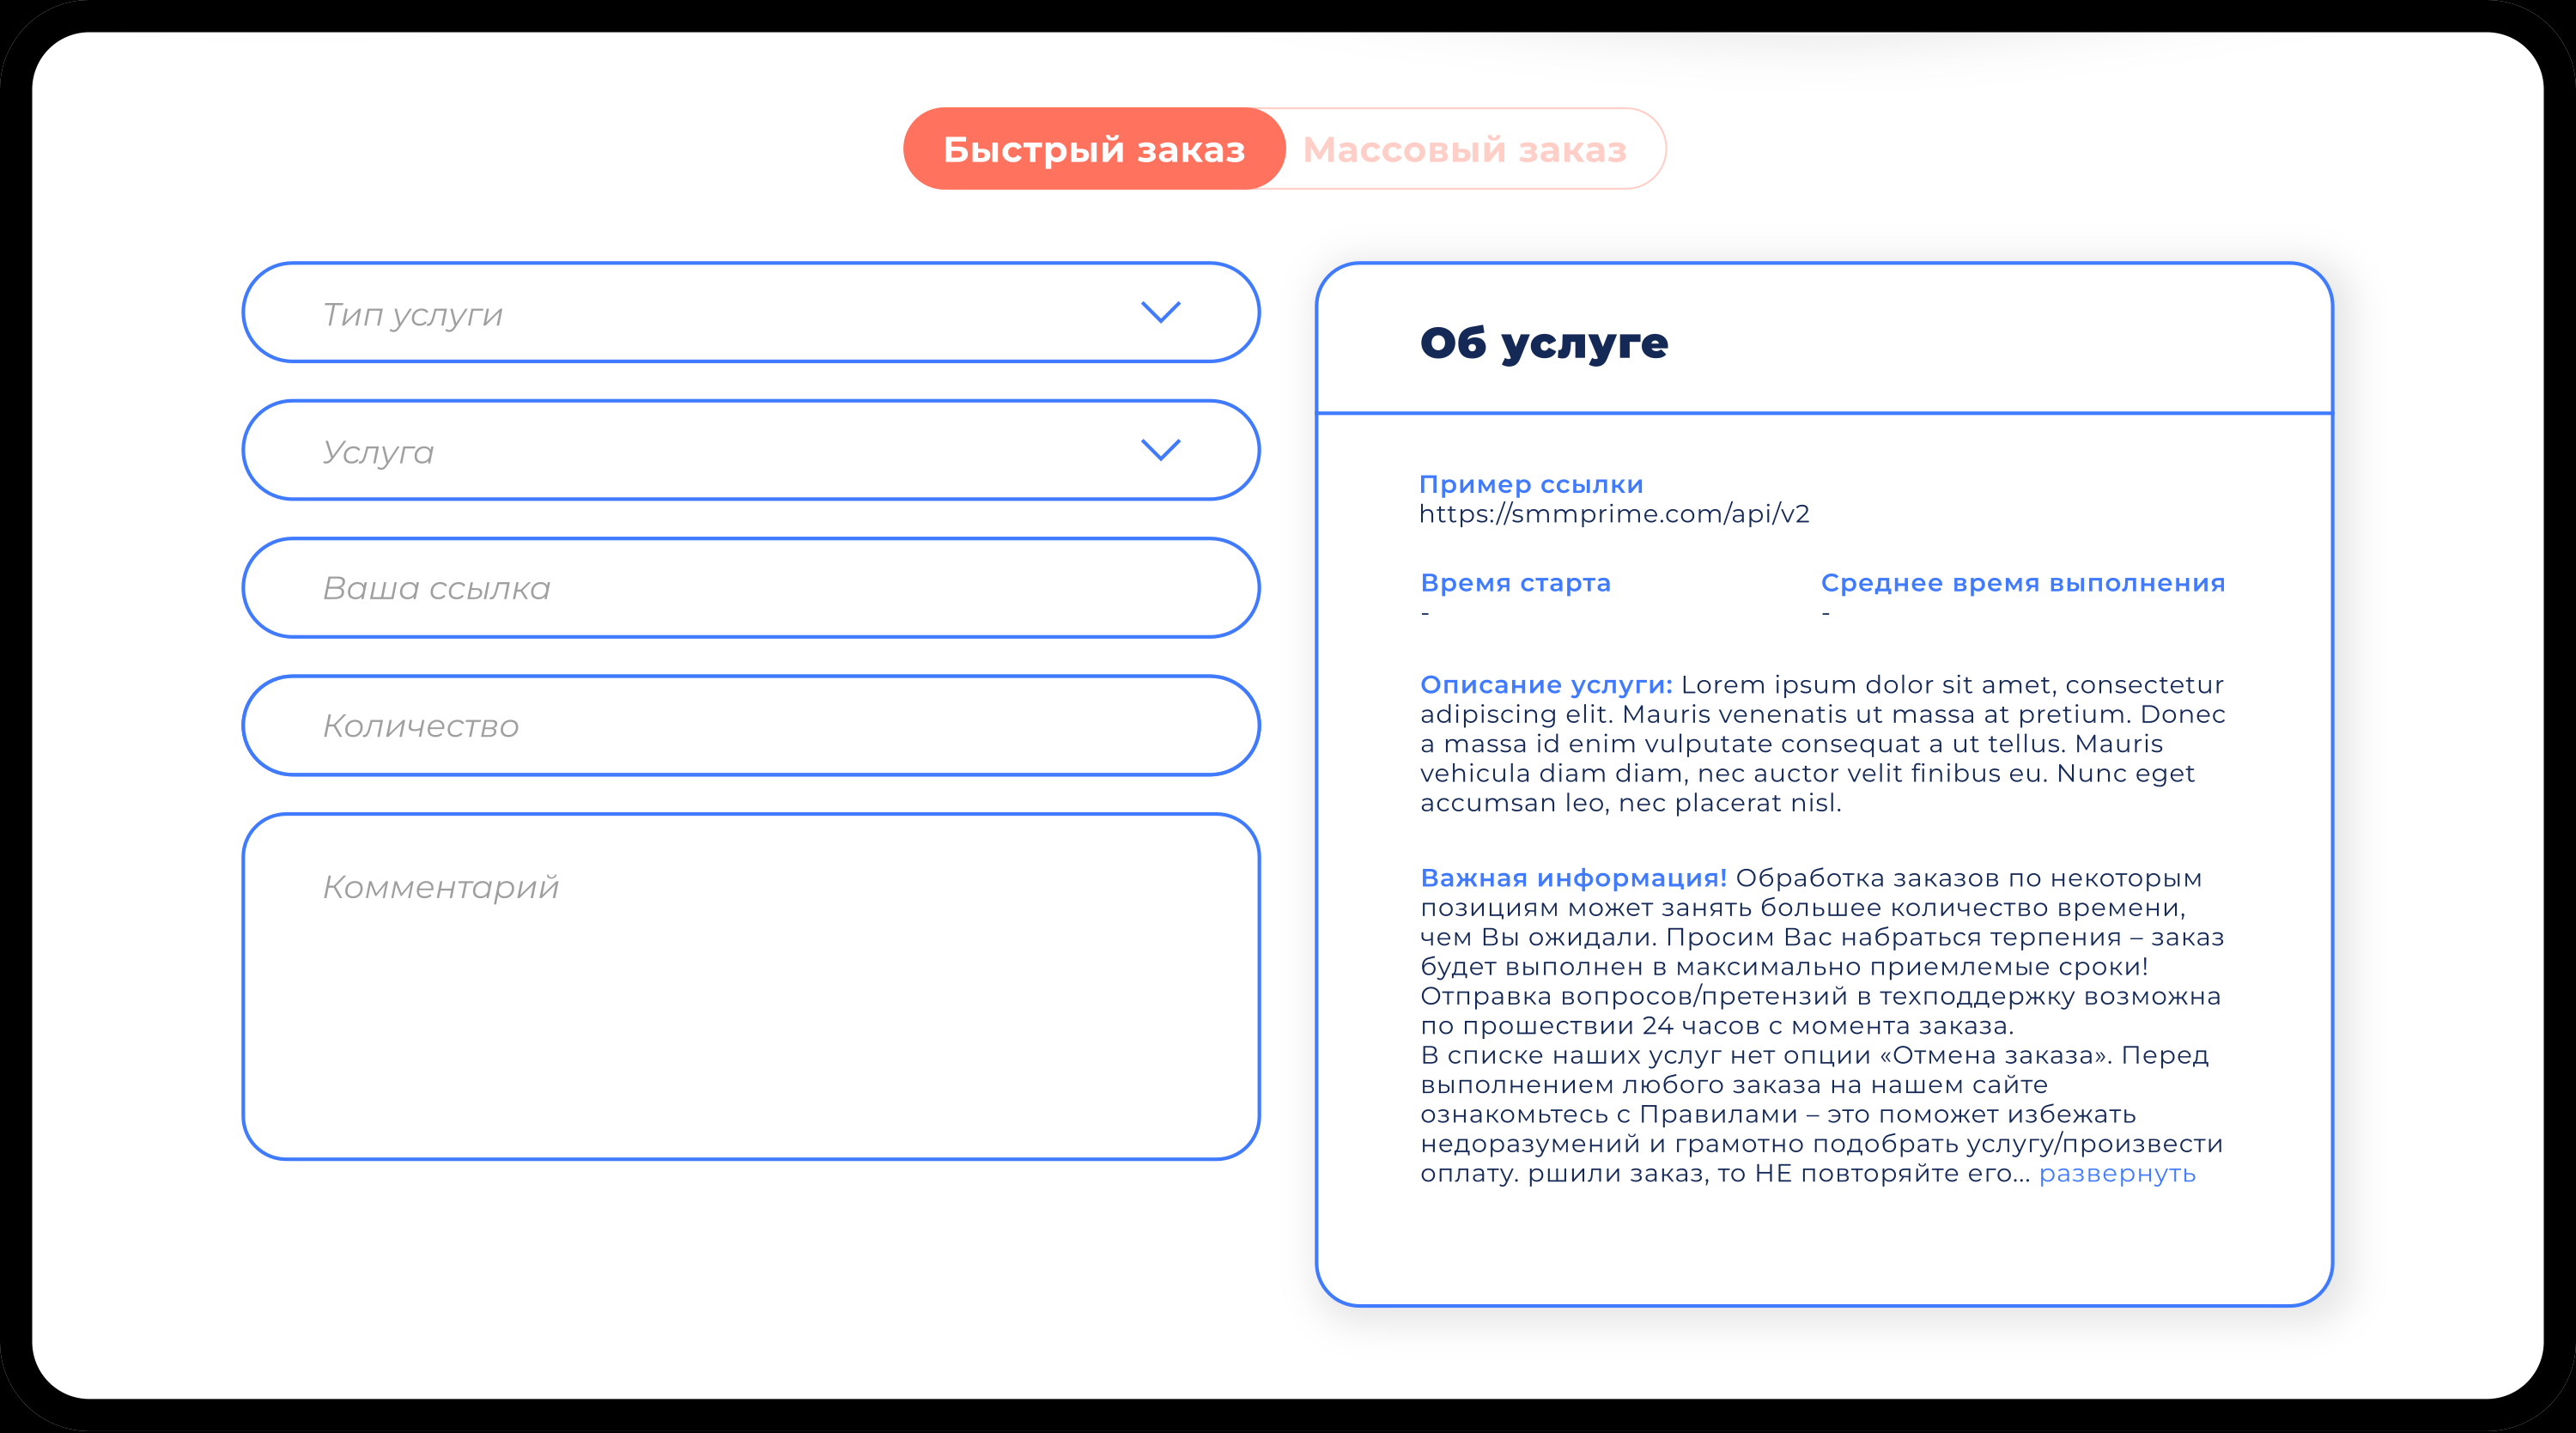 Быстрый заказ
Массовый заказ
Тип услуги
Услуга
Ваша ссылка
Количество
Комментарий
Об услуге
Пример ссылки
https://smmprime.com/api/v2
Время старта
-
Среднее время выполнения
-
Описание услуги: Lorem ipsum dolor sit amet, consectetur
adipiscing elit. Mauris venenatis ut massa at pretium. Donec
a massa id enim vulputate consequat a ut tellus. Mauris
vehicula diam diam, nec auctor velit finibus eu. Nunc eget
accumsan leo, nec placerat nisl.
Важная информация! Обработка заказов по некоторым
позициям может занять большее количество времени,
чем Вы ожидали. Просим Вас набраться терпения – заказ
будет выполнен в максимально приемлемые сроки!
Отправка вопросов/претензий в техподдержку возможна
по прошествии 24 часов с момента заказа.
В списке наших услуг нет опции «Отмена заказа». Перед
выполнением любого заказа на нашем сайте
ознакомьтесь с Правилами – это поможет избежать
недоразумений и грамотно подобрать услугу/произвести
оплату. ршили заказ, то НЕ повторяйте его... развернуть